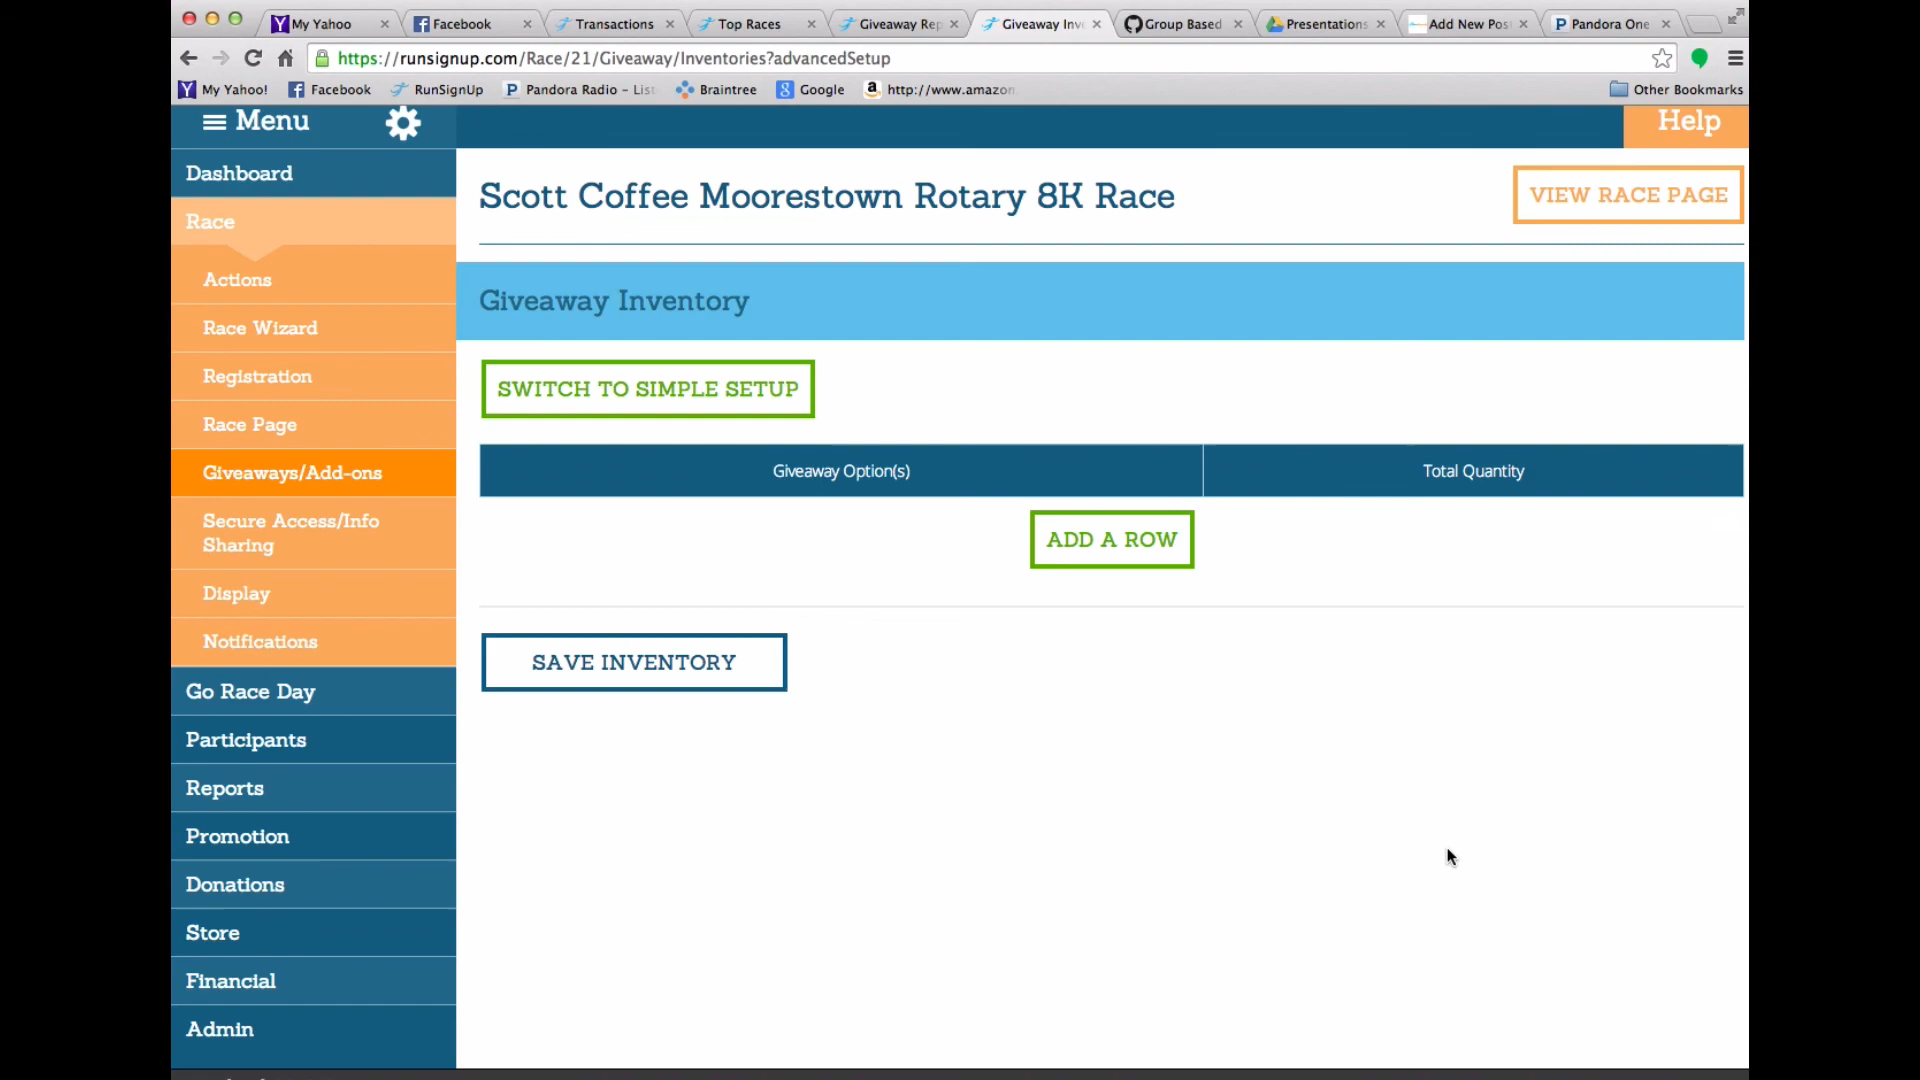 My Yahoo
Facebook
Transactions
Top Races
Giveaway Rep
Giveaway Inve
Group Based
Presentations
Add New Pos
Pandora One
https://runsignup.com/Race/21/Giveaway/Inventories?advancedSetup
My Yahoo!
Facebook
RunSignUp
Pandora Radio – List
Braintree
Google
http://www.amazon
Other Bookmarks
Menu
Help
Dashboard
Race
Actions
Race Wizard
Registration
Race Page
Giveaways/Add-ons
Secure Access/Info
Sharing
Display
Notifications
Go Race Day
Participants
Reports
Promotion
Donations
Store
Financial
Admin
Scott Coffee Moorestown Rotary 8K Race
VIEW RACE PAGE
Giveaway Inventory
SWITCH TO SIMPLE SETUP
Giveaway Option(s)
Total Quantity
ADD A ROW
SAVE INVENTORY